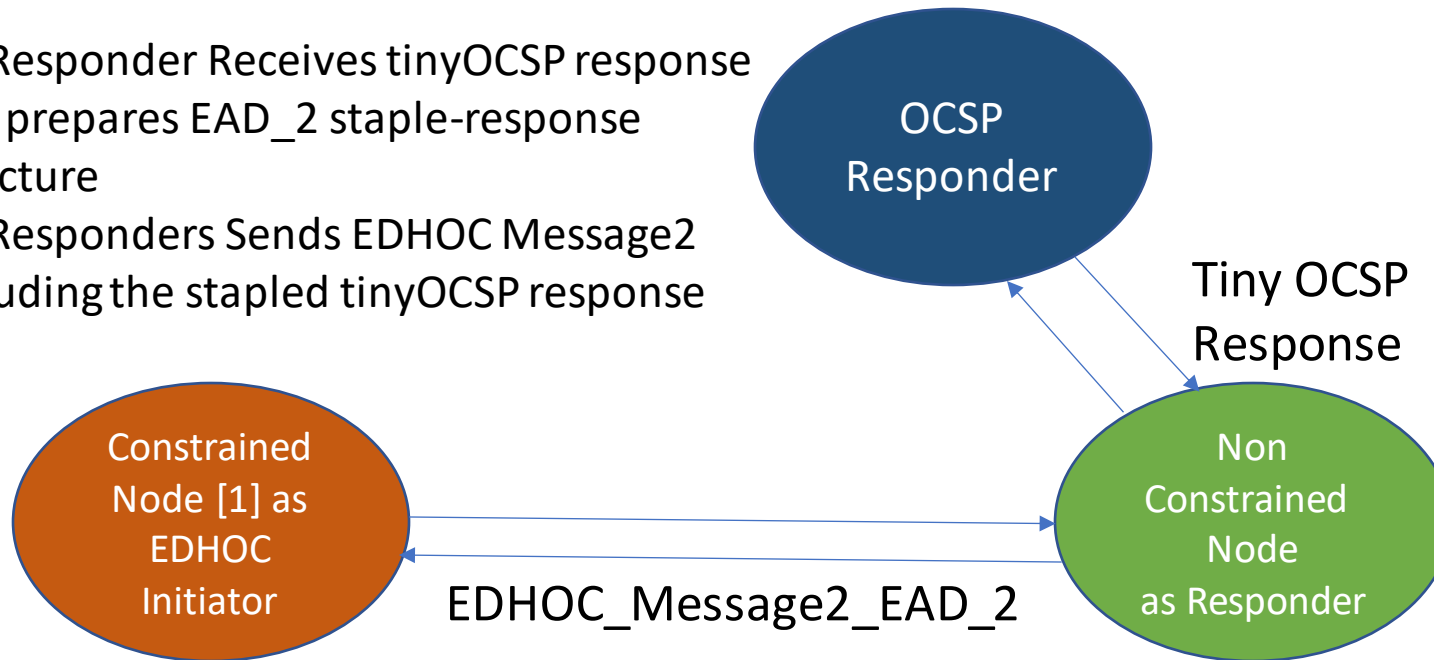 Responder Receives tinyOCSP response
prepares EAD_2 staple-response
cture
Responders Sends EDHOC Message2
uding the stapled tinyOCSP response
OCSP
Responder
Tiny OCSP
Response
Constrained
Node [1] as
EDHOC
Initiator
Non
Constrained
Node
as Responder
EDHOC_Message2_EAD_2